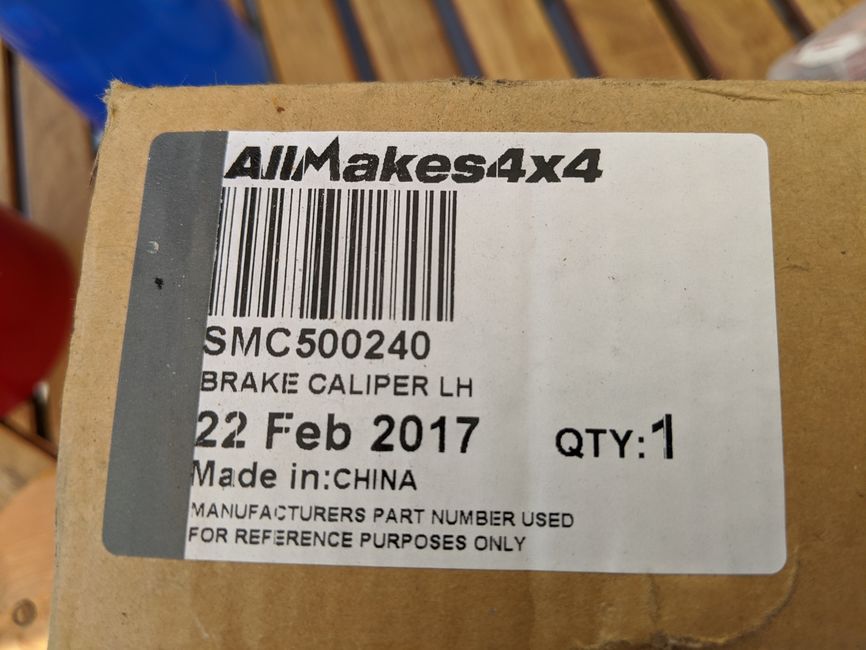 AllMakes4x4
SMC500240
BRAKE CALIPER LH
22 Feb 2017 QTY:1
Made in:CHINA
MANUFACTURERS PART NUMBER USED
FOR REFERENCE PURPOSES ONLY